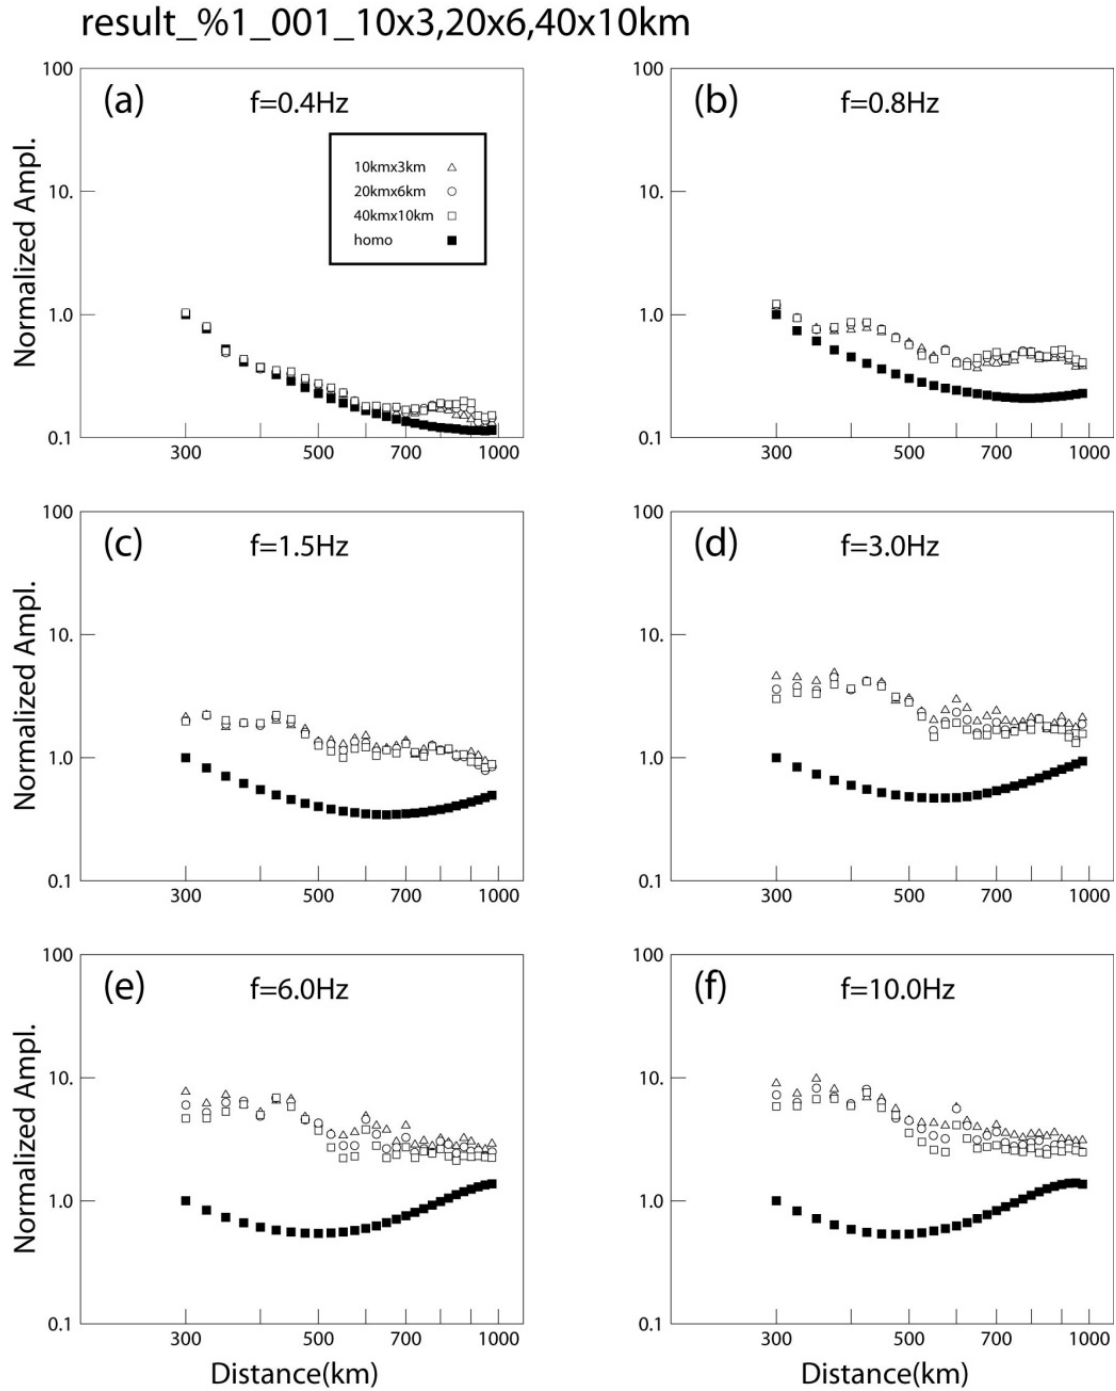 result_%1_001_10x3,20x6,40x10km
(a) f=0.4Hz
Normalized Ampl.
100
10.
1.0
0.1
10kmx3km
20kmx6km
40kmx10km
homo
300 500 700 1000
(b) f=0.8Hz
100
10.
1.0
0.1
300 500 700 1000
(c) f=1.5Hz
Normalized Ampl.
100
10.
1.0
0.1
300 500 700 1000
(d) f=3.0Hz
100
10.
1.0
0.1
300 500 700 1000
(e) f=6.0Hz
Normalized Ampl.
100
10.
1.0
0.1
300 500 700 1000
Distance(km)
(f) f=10.0Hz
100
10.
1.0
0.1
300 500 700 1000
Distance(km)